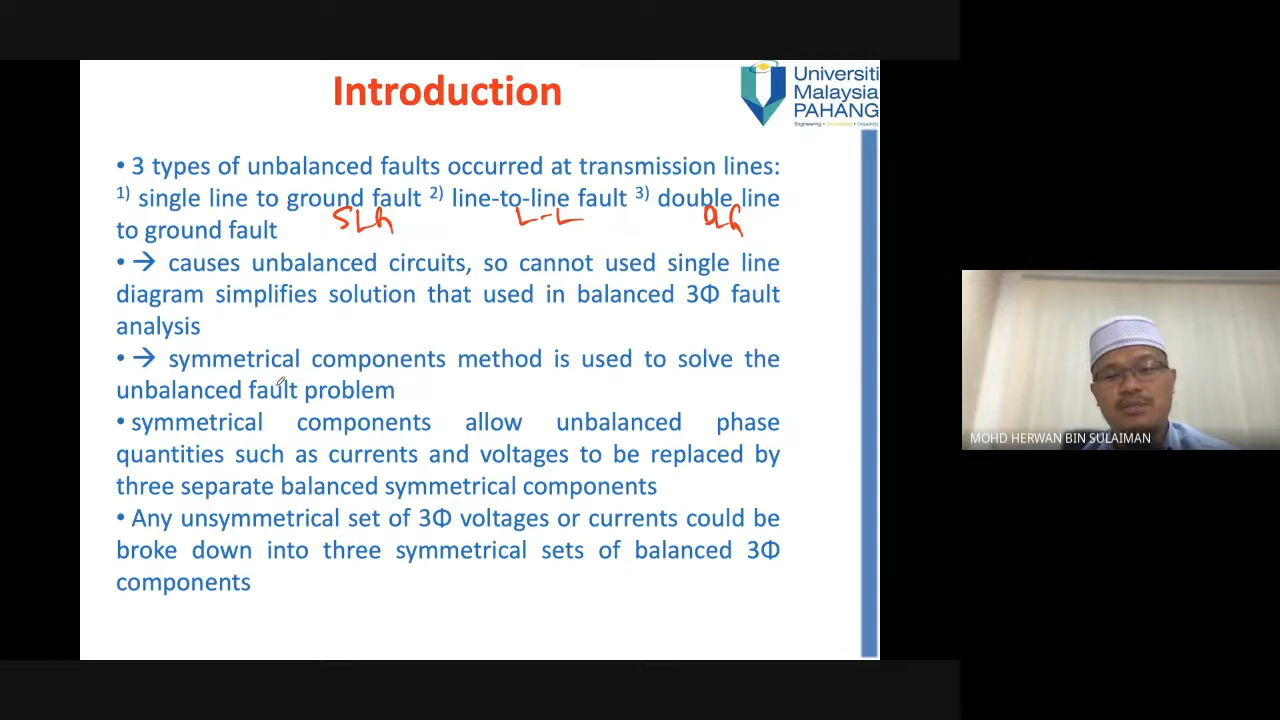 Introduction
Universiti
Malaysia
PAHANG
Engineering • Technology • Creativity
• 3 types of unbalanced faults occurred at transmission lines:
1) single line to ground fault 2) line-to-line fault 3) double line
SLG L-L
to ground fault
• → causes unbalanced circuits, so cannot used single line
diagram simplifies solution that used in balanced 3Φ fault
analysis
• → symmetrical components method is used to solve the
unbalanced fault problem
• symmetrical components allow unbalanced phase
quantities such as currents and voltages to be replaced by
three separate balanced symmetrical components
• Any unsymmetrical set of 3Φ voltages or currents could be
broke down into three symmetrical sets of balanced 3Φ
components
MOHD HERWAN BIN SULAIMAN